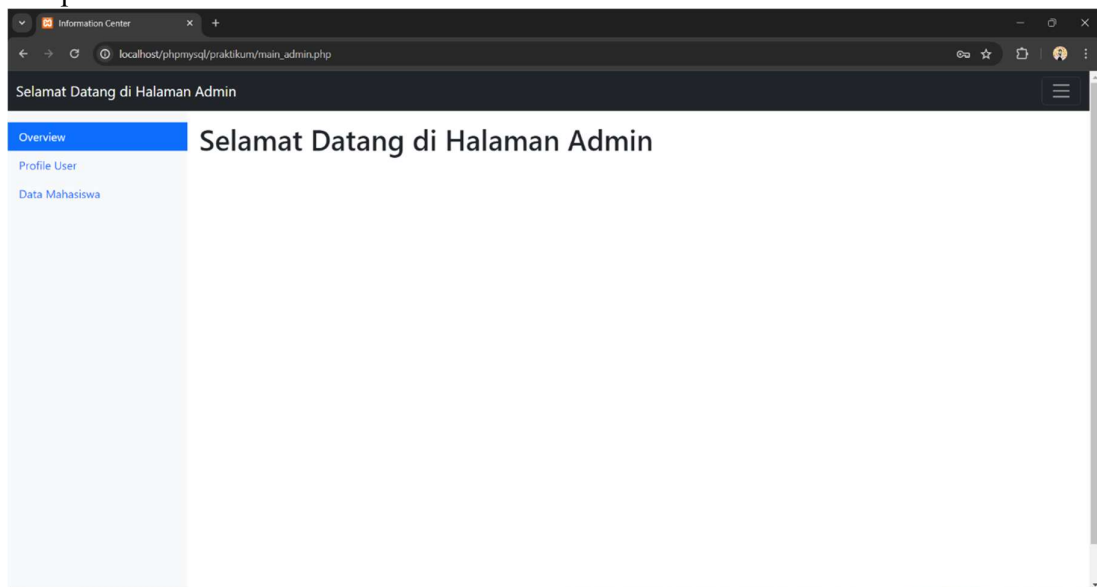 Information Center
localhost/phpmysql/praktikum/main_admin.php
Selamat Datang di Halaman Admin
Overview
Selamat Datang di Halaman Admin
Profile User
Data Mahasiswa